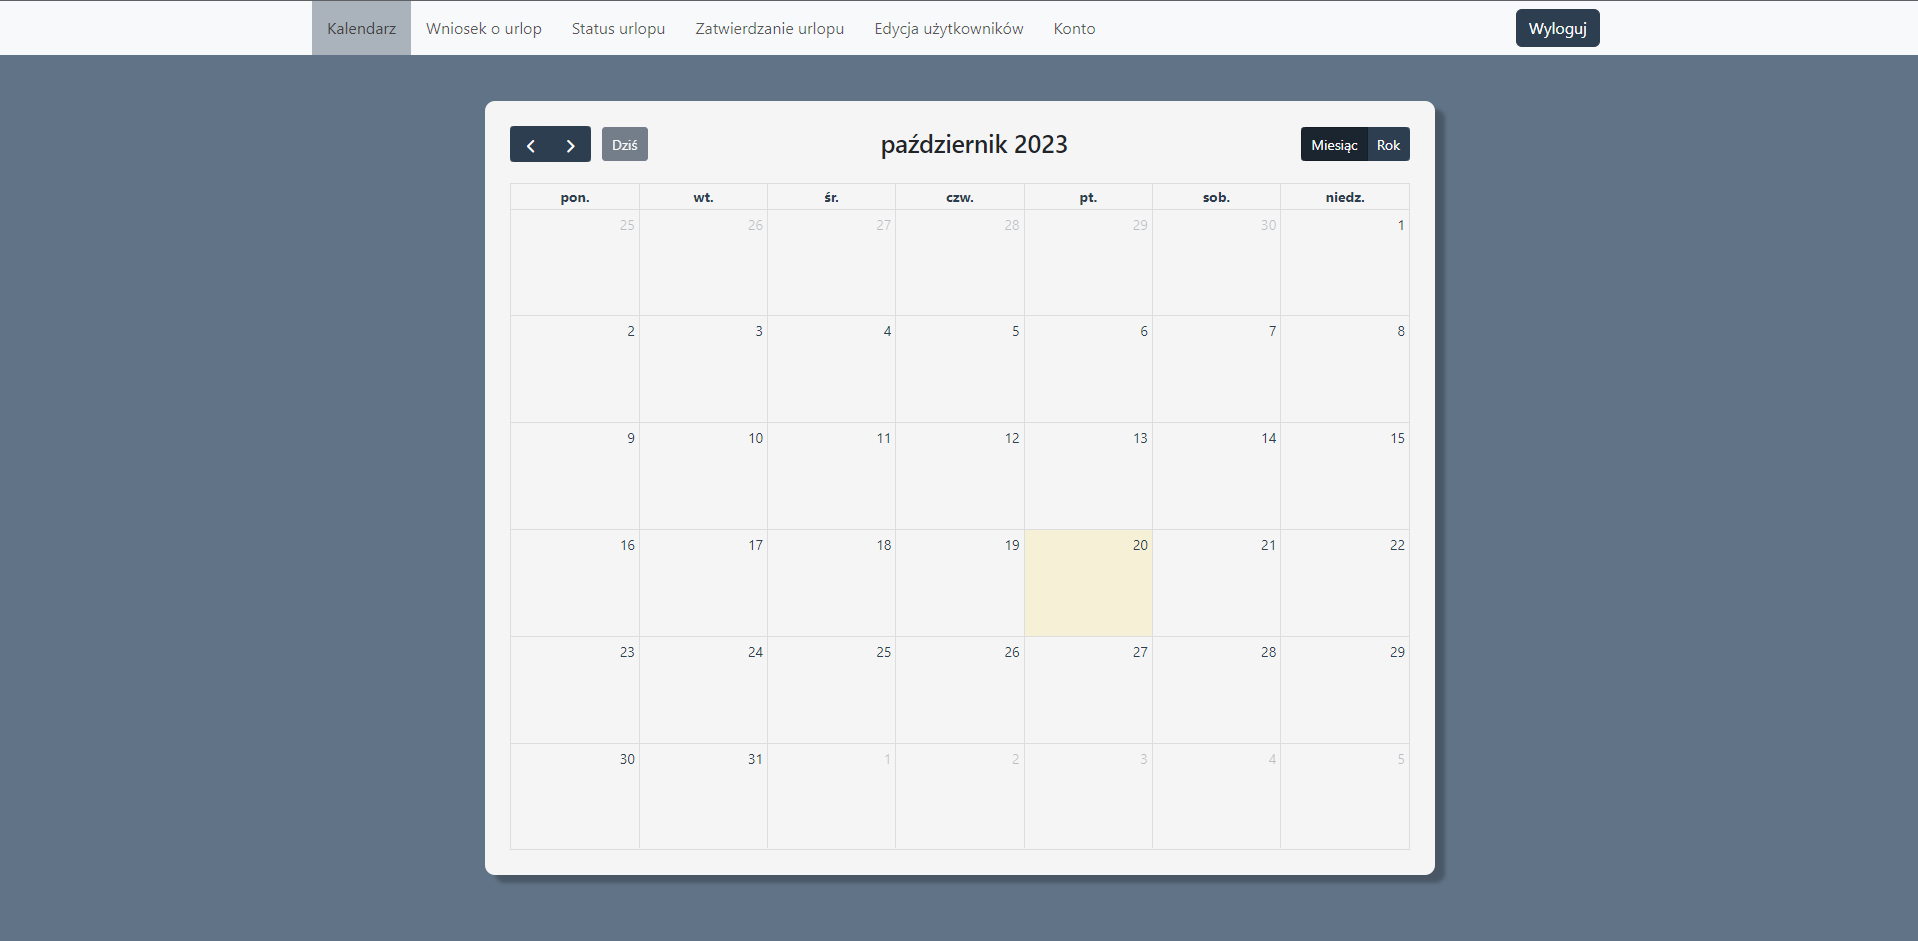 Kalendarz Wniosek o urlop Status urlopu Zatwierdzanie urlopu Edycja użytkowników Konto Wyloguj
Dziś październik 2023 Miesiąc Rok
pon. wt. śr. czw. pt. sob. niedz.
25 26 27 28 29 30 1
2 3 4 5 6 7 8
9 10 11 12 13 14 15
16 17 18 19 20 21 22
23 24 25 26 27 28 29
30 31 1 2 3 4 5